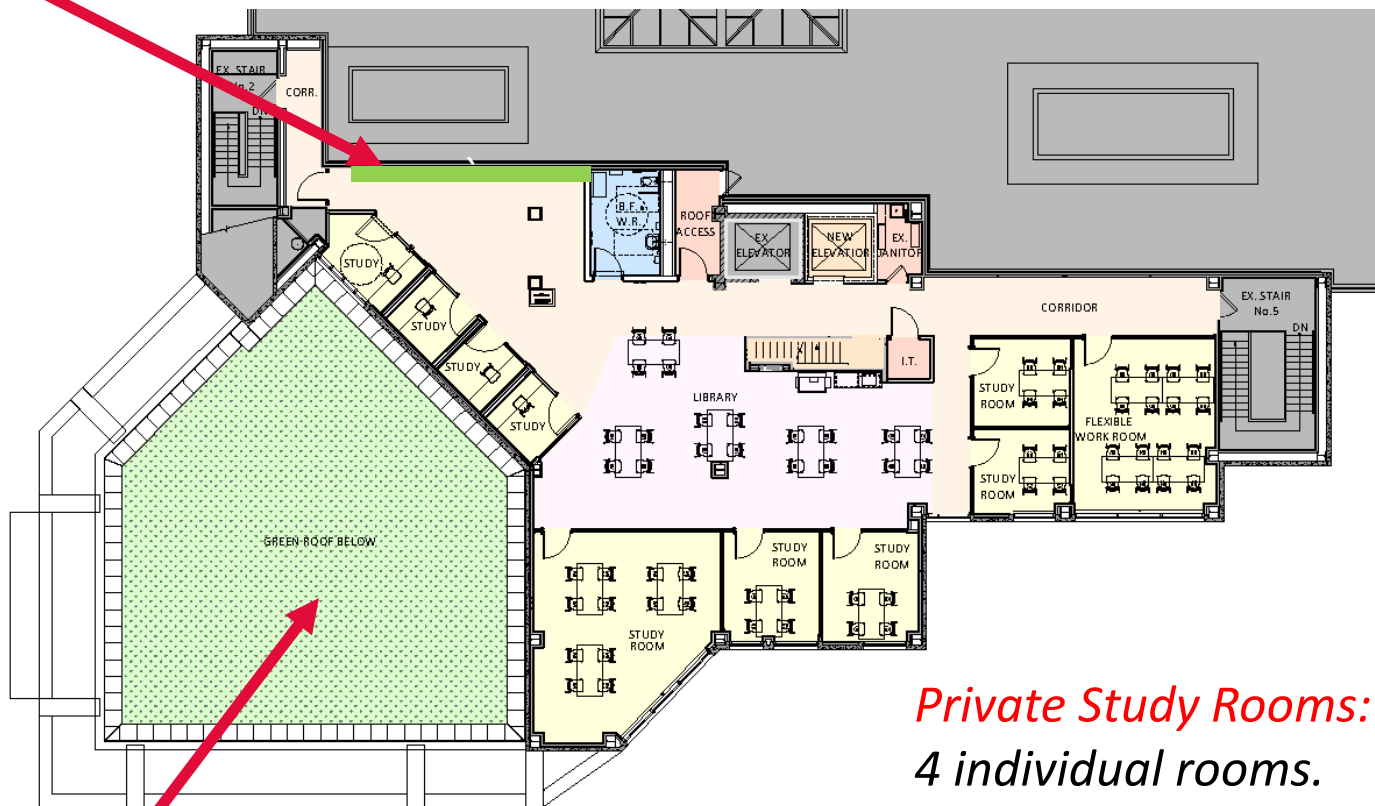 EX. STAIR
No.2
DN
CORR.
B.F.
W.R.
ROOF
ACCESS
EX.
ELEVATOR
NEW
ELEVATIOR
EX.
JANITOR
STUDY
STUDY
STUDY
STUDY
CORRIDOR
EX. STAIR
No.5
DN
I.T.
LIBRARY
STUDY
ROOM
FLEXIBLE
WORK ROOM
STUDY
ROOM
GREEN ROOF BELOW
STUDY
ROOM
STUDY
ROOM
STUDY
ROOM
Private Study Rooms:
4 individual rooms.